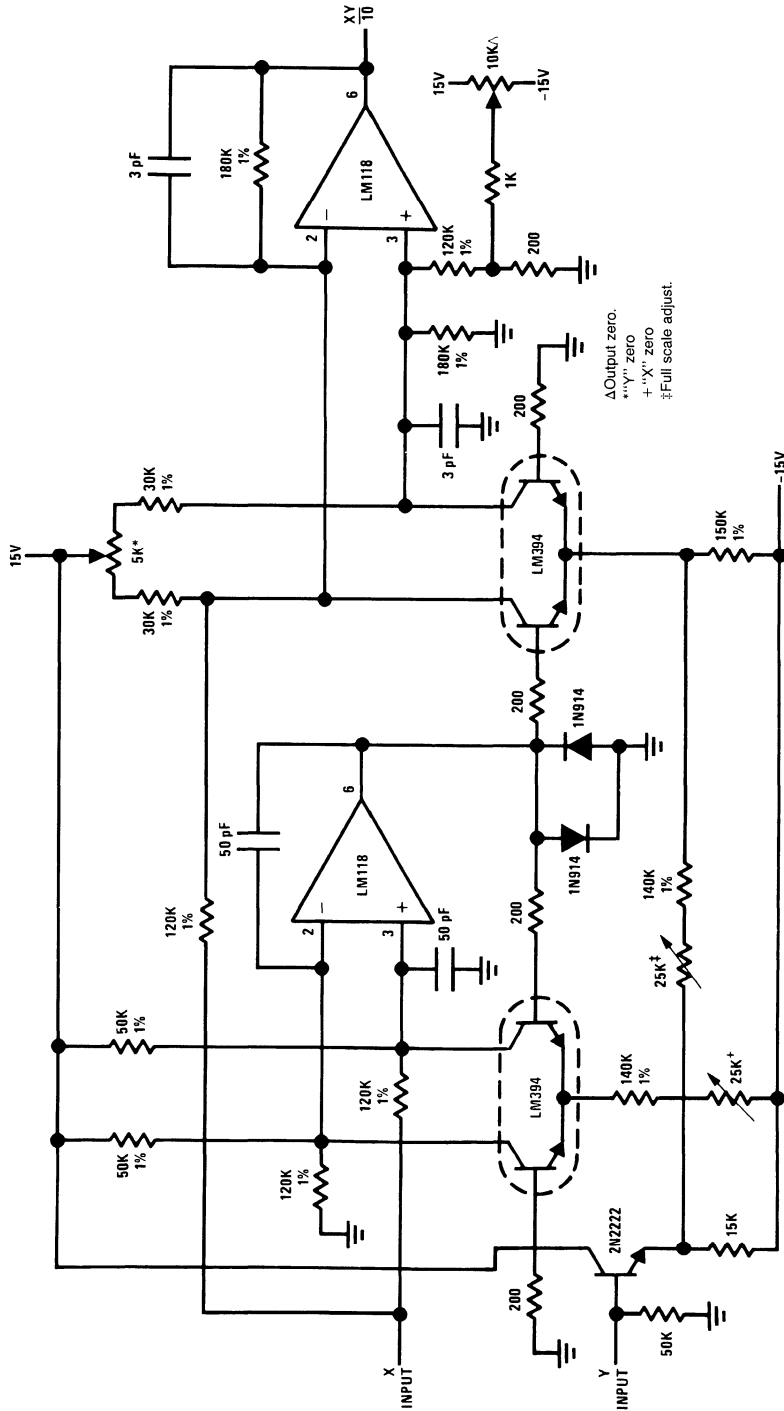 XY
10
3 pF
180K
1%
6
LM118
2
−
3
+
15V
10KΔ
−15V
1K
120K
1%
200
180K
1%
3 pF
200
ΔOutput zero.
*"Y" zero
+ "X" zero
‡Full scale adjust.
15V
30K
1%
5K*
30K
1%
LM394
200
150K
1%
−15V
1N914
1N914
140K
1%
25K‡
50 pF
6
LM118
2
−
3
+
50 pF
200
120K
1%
50K
1%
50K
1%
120K
1%
120K
1%
LM394
140K
1%
25K+
2N2222
15K
200
50K
X
INPUT
Y
INPUT